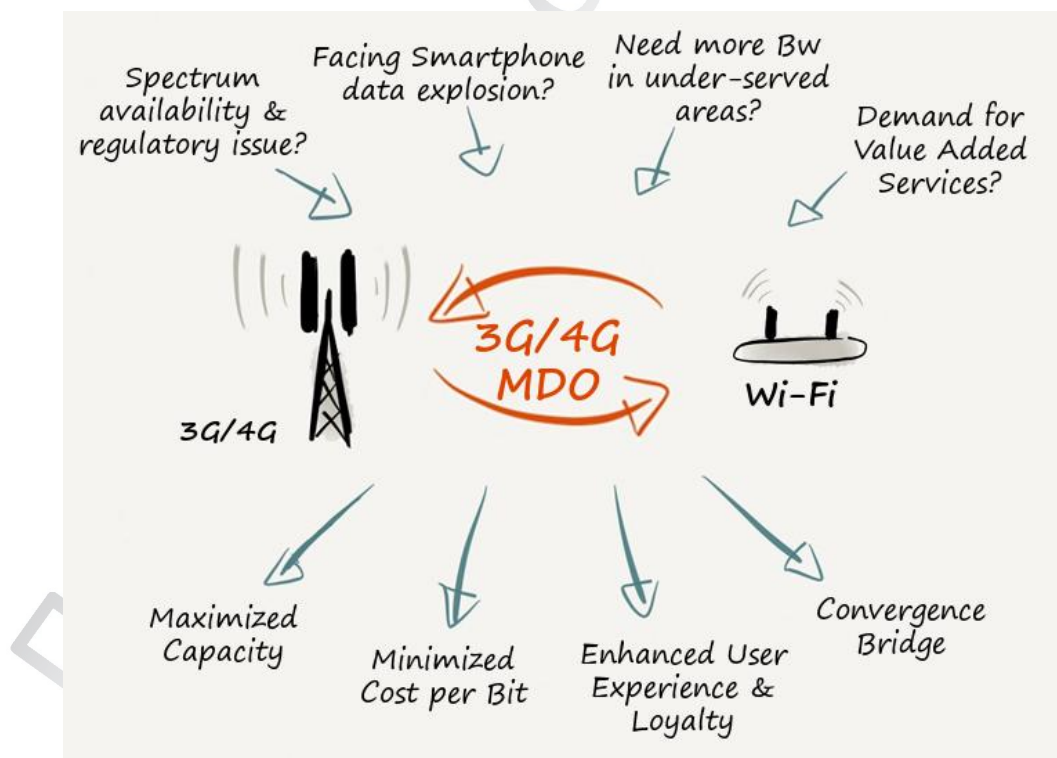 Spectrum
availability &
regulatory issue?
Facing Smartphone
data explosion?
Need more Bw
in under-served
areas?
Demand for
Value Added
Services?
3G/4G
MDO
3G/4G
Wi-Fi
Maximized
Capacity
Minimized
Cost per Bit
Enhanced User
Experience &
Loyalty
Convergence
Bridge